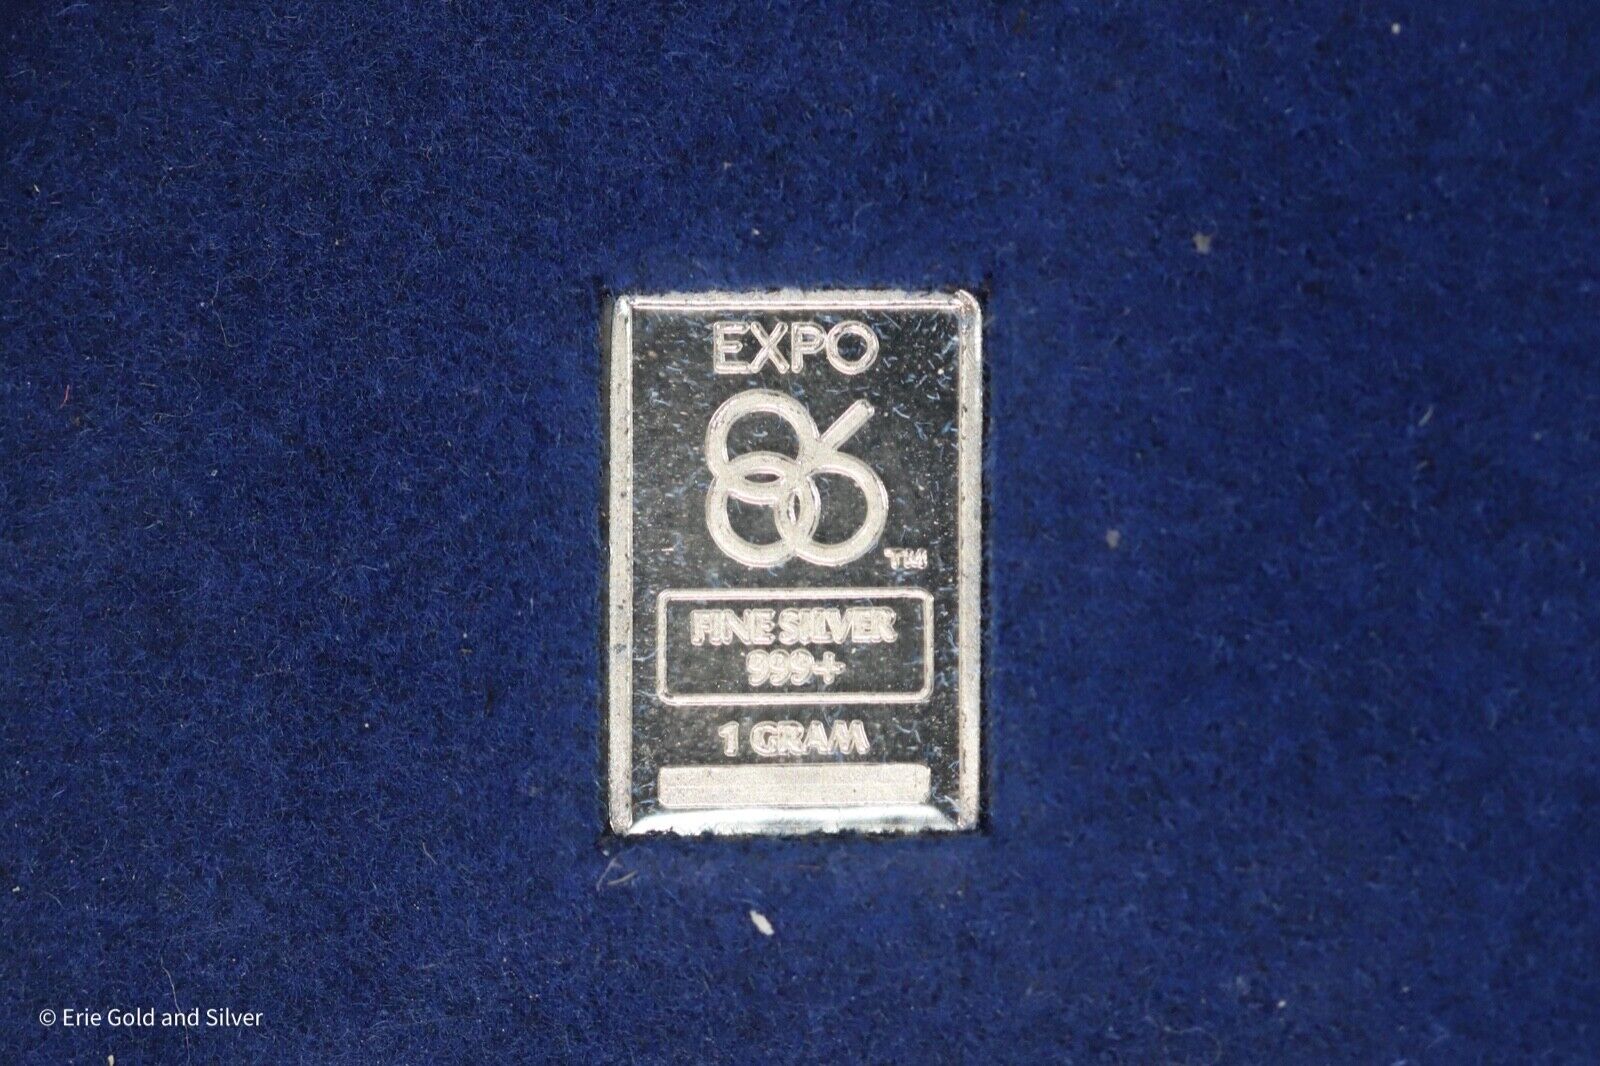 EXPO
86
™
FINE SILVER
999+
1 GRAM
© Erie Gold and Silver